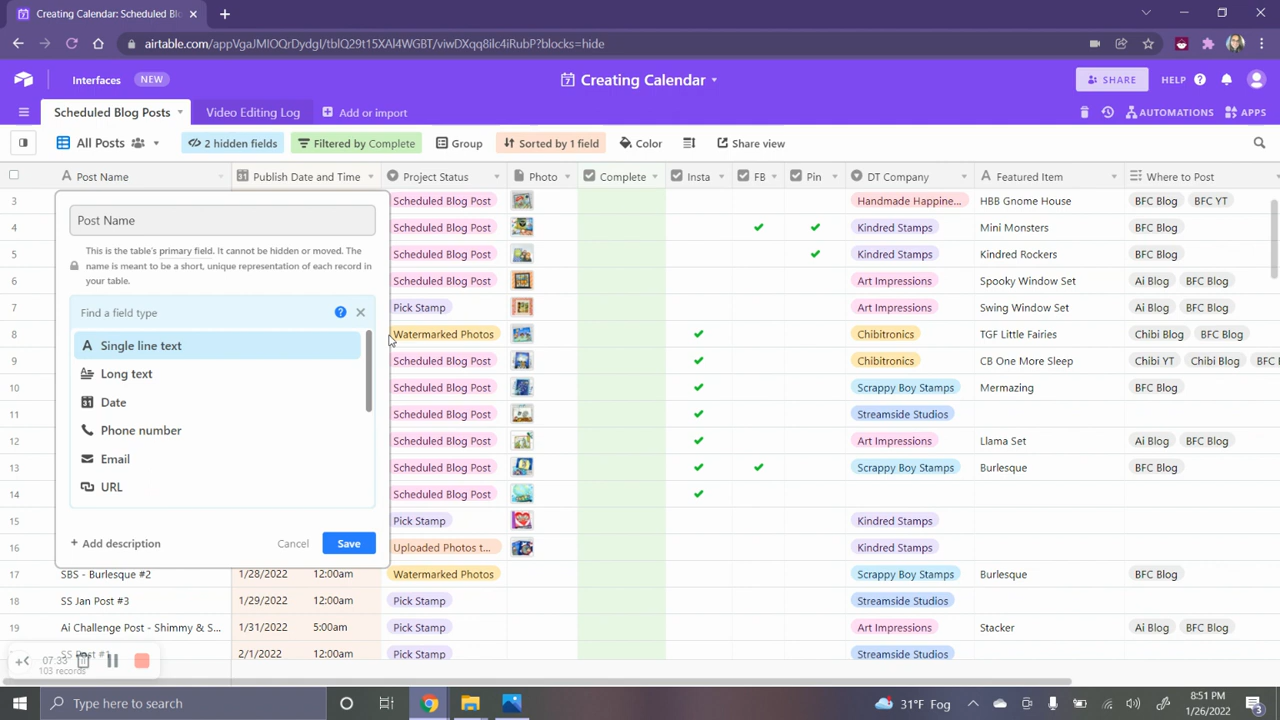 Creating Calendar: Scheduled Blo
airtable.com/appVgaJMIOQrDydgI/tblQ29t15XAl4WGBT/viwDXqq8ilc4iRubP?blocks=hide
Interfaces NEW Creating Calendar SHARE HELP
Scheduled Blog Posts Video Editing Log Add or import AUTOMATIONS APPS
All Posts 2 hidden fields Filtered by Complete Group Sorted by 1 field Color Share view
Post Name Publish Date and Time Project Status Photo Complete Insta FB Pin DT Company Featured Item Where to Post
3 Scheduled Blog Post Handmade Happine... HBB Gnome House BFC Blog BFC YT
4 Scheduled Blog Post Kindred Stamps Mini Monsters BFC Blog
5 Scheduled Blog Post Kindred Stamps Kindred Rockers BFC Blog
6 Scheduled Blog Post Art Impressions Spooky Window Set Ai Blog BFC Blog
7 Pick Stamp Art Impressions Swing Window Set Ai Blog BFC Blog
8 Watermarked Photos Chibitronics TGF Little Fairies Chibi Blog BFC Blog
9 Scheduled Blog Post Chibitronics CB One More Sleep Chibi YT Chibi Blog BFC B
10 Scheduled Blog Post Scrappy Boy Stamps Mermazing BFC Blog
11 Scheduled Blog Post Streamside Studios
12 Scheduled Blog Post Art Impressions Llama Set Ai Blog BFC Blog
13 Scheduled Blog Post Scrappy Boy Stamps Burlesque BFC Blog
14 Scheduled Blog Post
15 Pick Stamp Kindred Stamps
16 Uploaded Photos t... Kindred Stamps
17 SBS - Burlesque #2 1/28/2022 12:00am Watermarked Photos Scrappy Boy Stamps Burlesque BFC Blog
18 SS Jan Post #3 1/29/2022 12:00am Pick Stamp Streamside Studios
19 Ai Challenge Post - Shimmy & S... 1/31/2022 5:00am Pick Stamp Art Impressions Stacker Ai Blog BFC Blog
SS Post #1 2/1/2022 12:00am Pick Stamp Streamside Studios
Post Name
This is the table's primary field. It cannot be hidden or moved. The
name is meant to be a short, unique representation of each record in
your table.
Find a field type
Single line text
Long text
Date
Phone number
Email
URL
Add description Cancel Save
07:33
103 records
Type here to search 31°F Fog 8:51 PM
1/26/2022 3